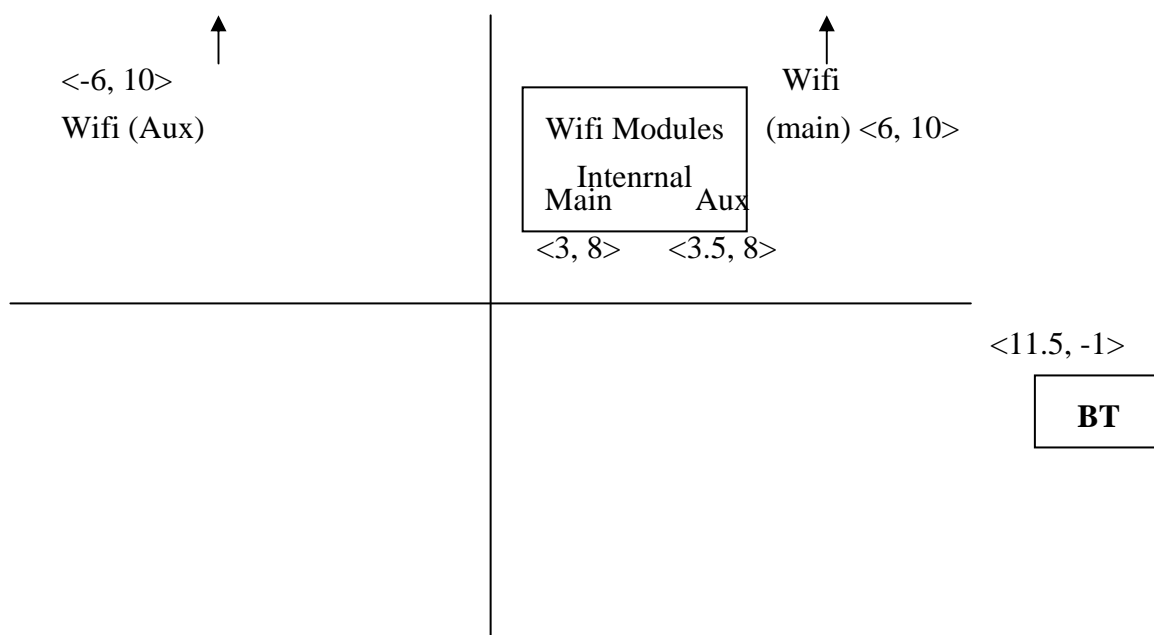 <-6, 10>
Wifi (Aux)
Wifi
(main) <6, 10>
Wifi Modules
Intenrnal
Main Aux
<3, 8> <3.5, 8>
<11.5, -1>
BT